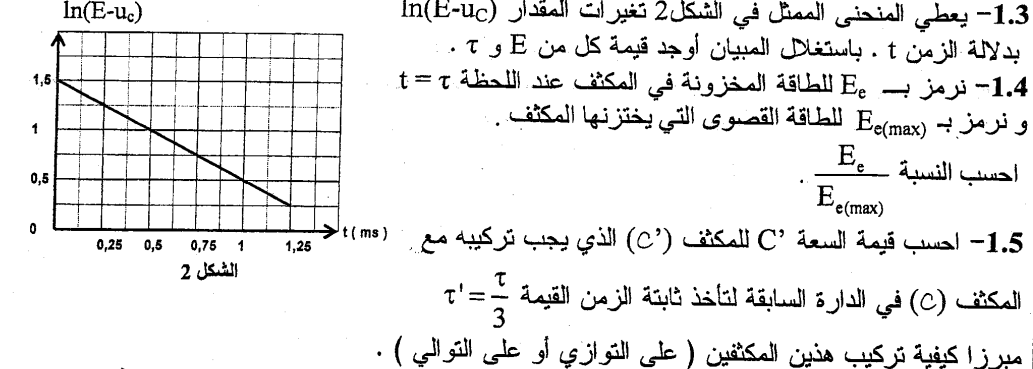 1.3- يعطي المنحنى الممثل في الشكل2 تغيرات المقدار ln(E-uC)
بدلالة الزمن t . باستغلال المبيان أوجد قيمة كل من E و τ .
1.4- نرمز بـ Ee للطاقة المخزونة في المكثف عند اللحظة t = τ
و نرمز بـ Ee(max) للطاقة القصوى التي يختزنها المكثف .
احسب النسبة Ee / Ee(max) .
1.5- احسب قيمة السعة C’ للمكثف (C’) الذي يجب تركيبه مع
المكثف (C) في الدارة السابقة لتأخذ ثابتة الزمن القيمة τ' = τ / 3
مبرزا كيفية تركيب هذين المكثفين ( على التوازي أو على التوالي ) .
ln(E-uc)
1,5
1
0,5
0
0,25 0,5 0,75 1 1,25 t( ms )
الشكل 2